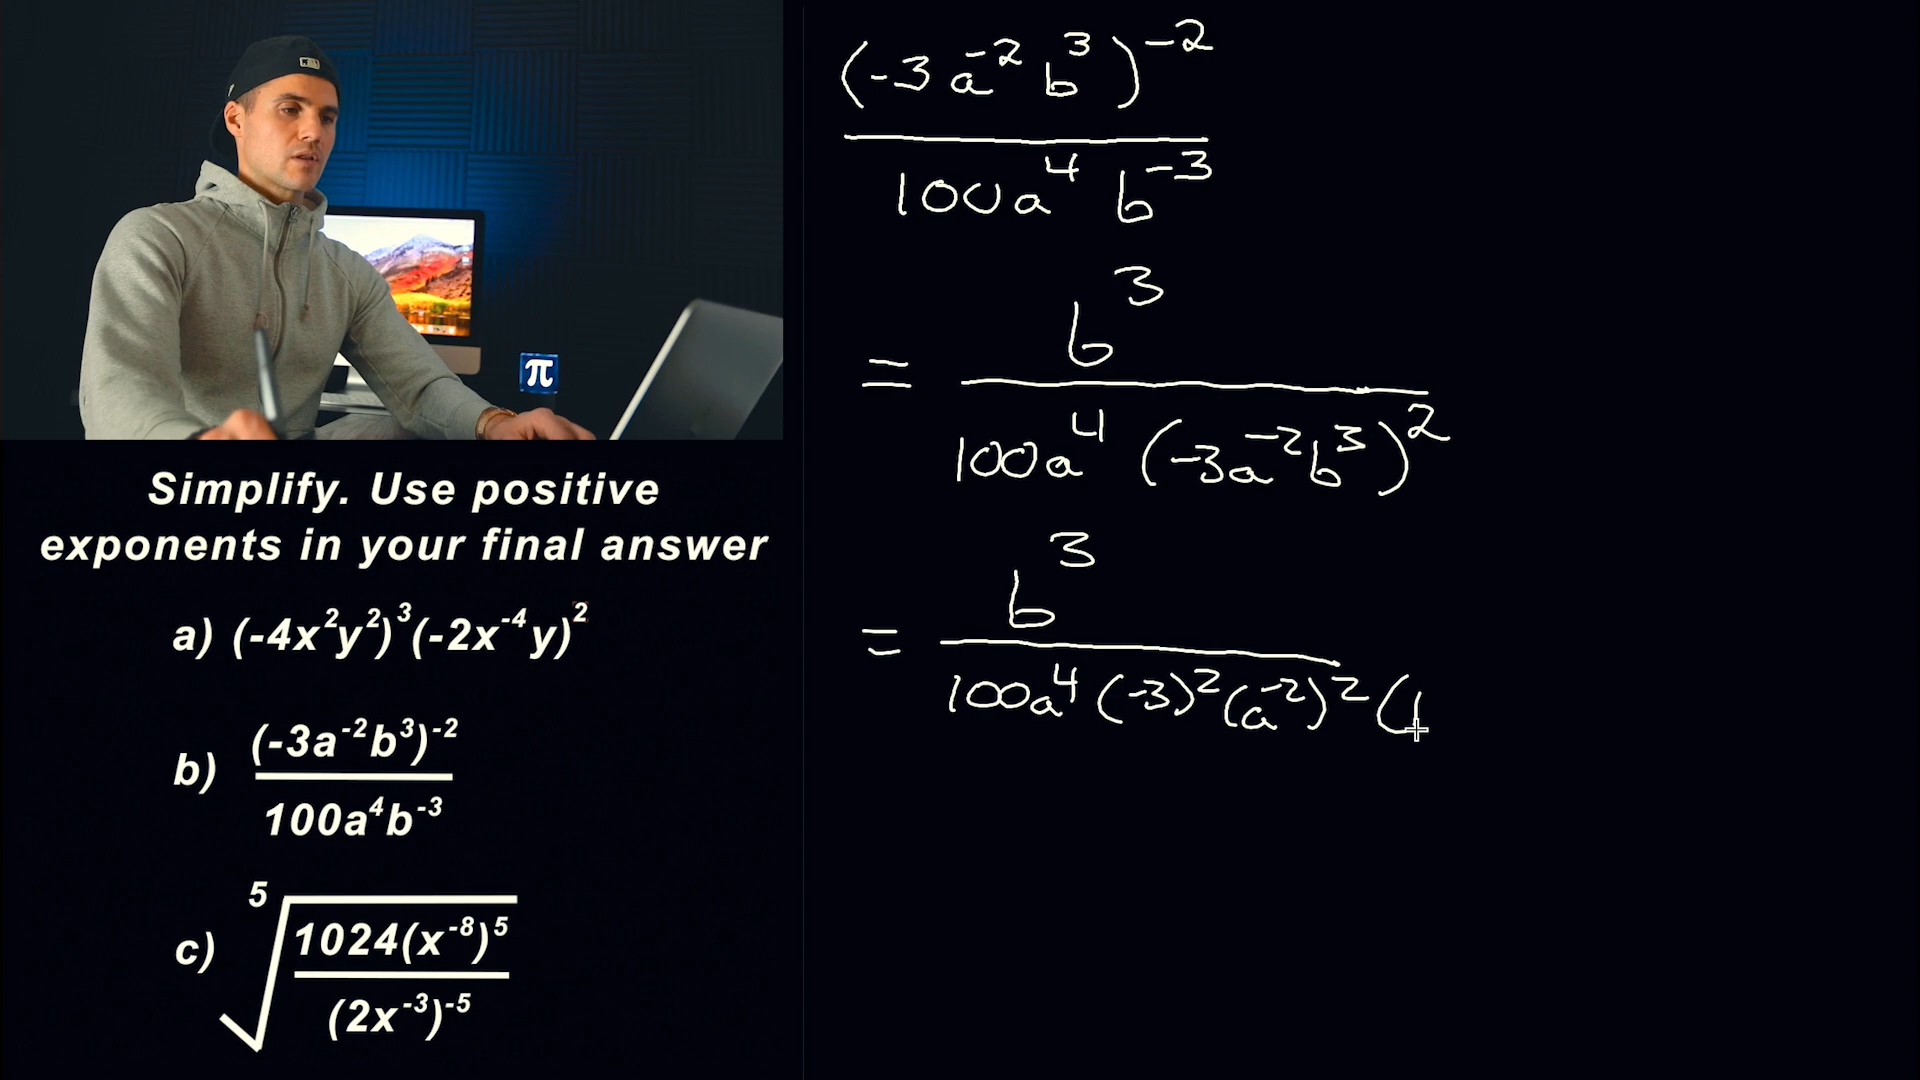 π
Simplify. Use positive
exponents in your final answer
a) (-4x²y²)³(-2x⁻⁴y)²
b) (-3a⁻²b³)⁻²
100a⁴b⁻³
c) ⁵√ 1024(x⁻⁸)⁵
(2x⁻³)⁻⁵
(-3a⁻²b³)⁻²
100a⁴b⁻³
= b³
100a⁴(-3a⁻²b³)²
= b³
100a⁴(-3)²(a⁻²)²(